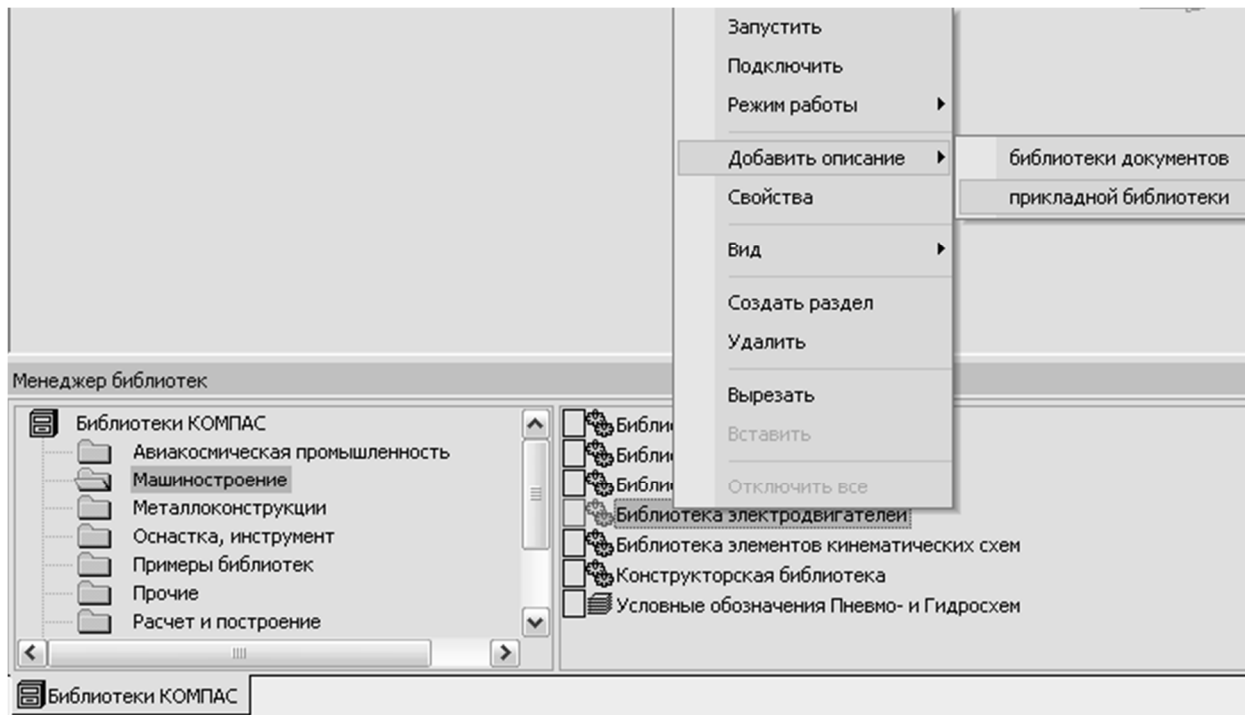 Запустить
Подключить
Режим работы
Добавить описание
библиотеки документов
прикладной библиотеки
Свойства
Вид
Создать раздел
Удалить
Вырезать
Вставить
Отключить все
Менеджер библиотек
Библиотеки КОМПАС
Авиакосмическая промышленность
Машиностроение
Металлоконструкции
Оснастка, инструмент
Примеры библиотек
Прочие
Расчет и построение
Библиотека электродвигателей
Библиотека элементов кинематических схем
Конструкторская библиотека
Условные обозначения Пневмо- и Гидросхем
Библиотеки КОМПАС